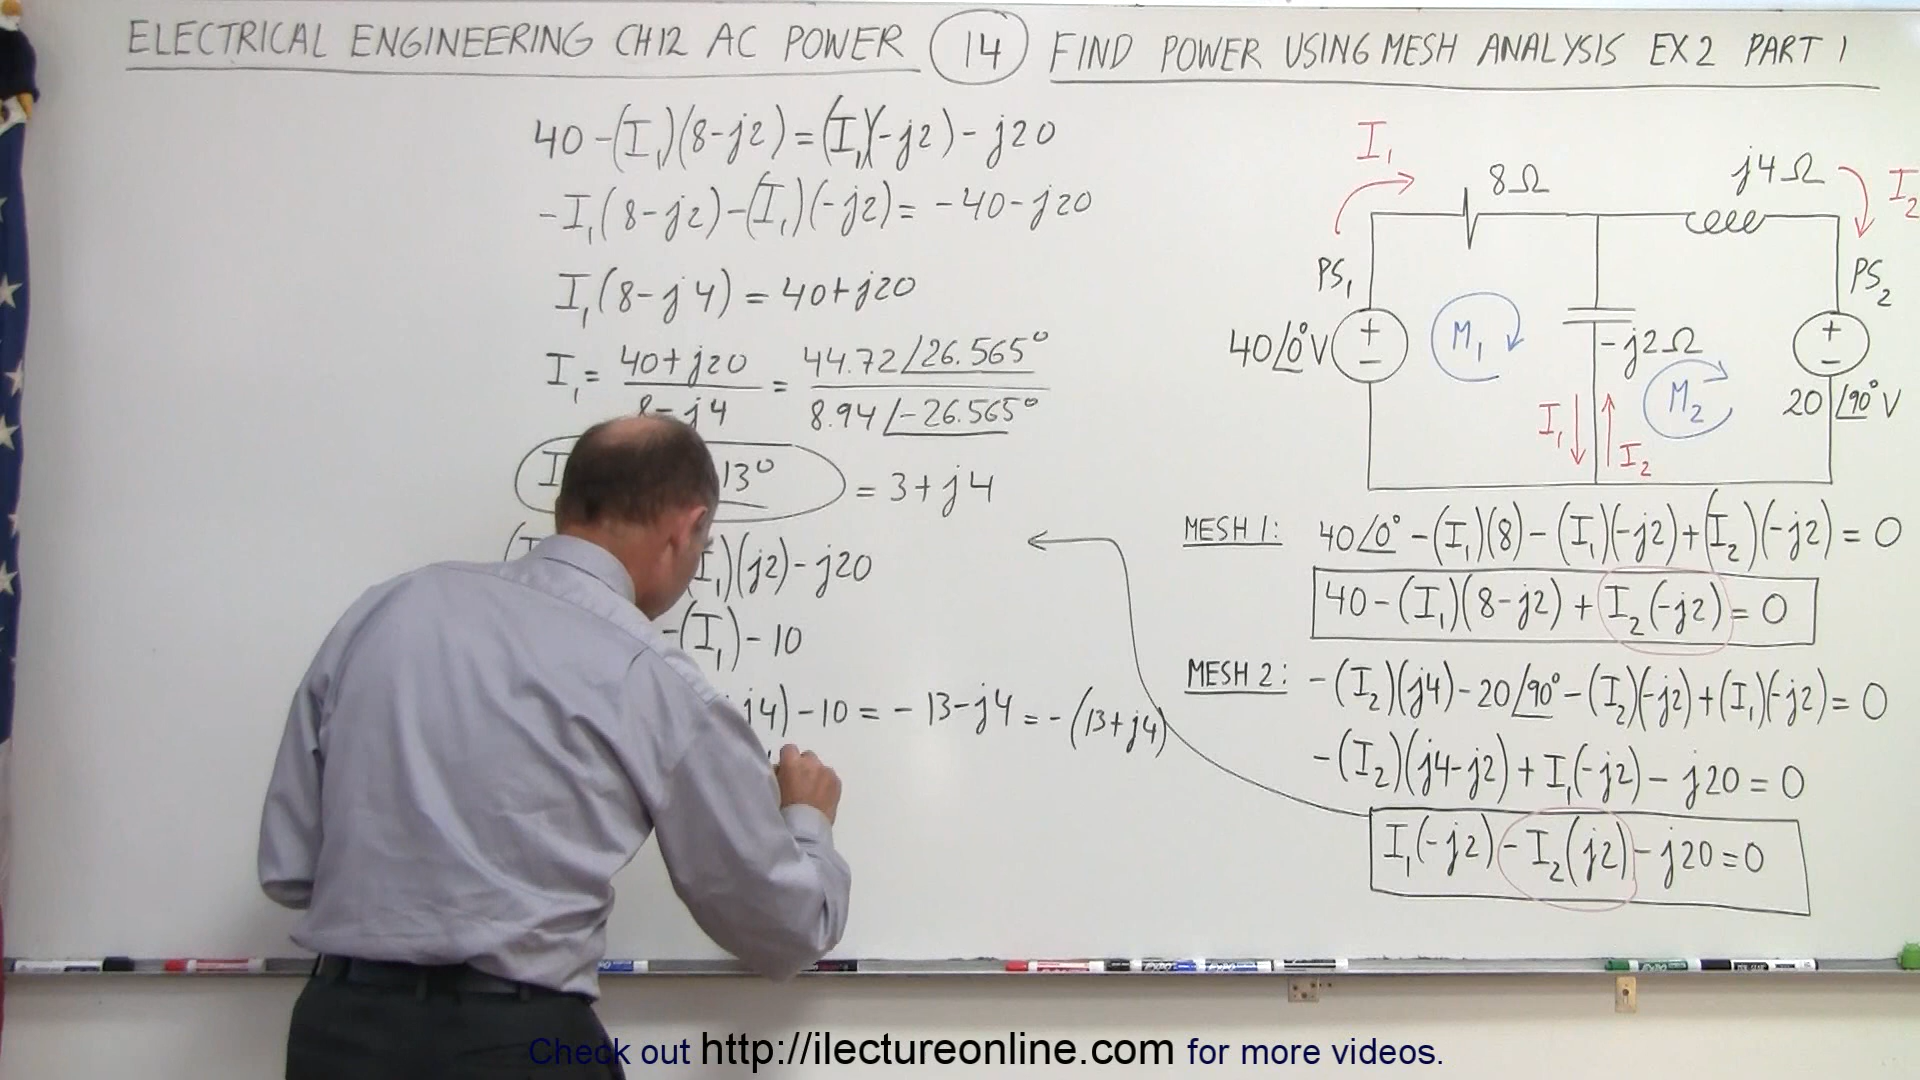 ELECTRICAL ENGINEERING CH12 AC POWER 14 FIND POWER USING MESH ANALYSIS EX 2 PART 1
40 - (I₁)(8-j2) = (I₁)(-j2) - j20
-I₁(8-j2) - (I₁)(-j2) = -40 - j20
I₁(8-j4) = 40+j20
I₁ = (40+j20)/(8-j4) = 44.72/26.565° / 8.94/-26.565°
I 13° = 3+j4
I₁)(j2) - j20
-(I₁) - 10
j4) - 10 = -13-j4 = -(13+j4)
I₁
8Ω
j4Ω
I₂
PS₁
PS₂
40∠0° V
+
-
M₁
-j2Ω
M₂
+
-
20∠90° V
I₁
I₂
MESH 1: 40∠0° - (I₁)(8) - (I₁)(-j2) + (I₂)(-j2) = 0
40 - (I₁)(8-j2) + I₂(-j2) = 0
MESH 2: -(I₂)(j4) - 20∠90° - (I₂)(-j2) + (I₁)(-j2) = 0
-(I₂)(j4-j2) + I₁(-j2) - j20 = 0
I₁(-j2) - I₂(j2) - j20 = 0
Check out http://ilectureonline.com for more videos.